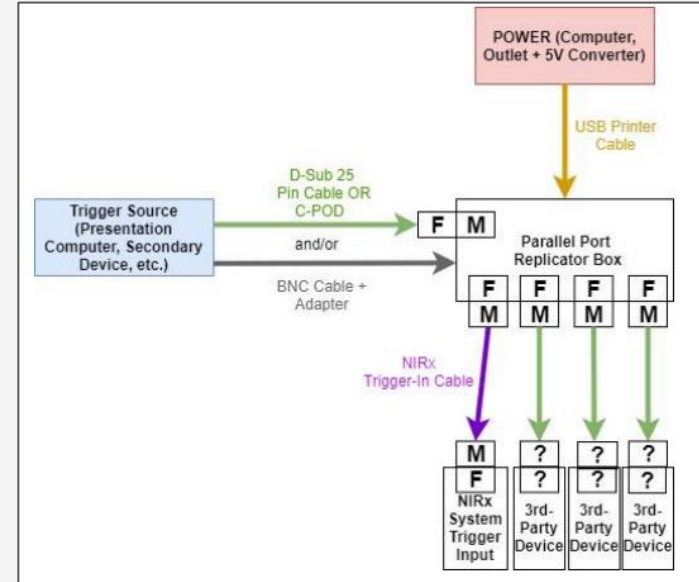 POWER (Computer,
Outlet + 5V Converter)
USB Printer
Cable
D-Sub 25
Pin Cable OR
C-POD
Trigger Source
(Presentation
Computer, Secondary
Device, etc.)
and/or
BNC Cable +
Adapter
F M
Parallel Port
Replicator Box
F F F F
M M M M
NIRx
Trigger-In Cable
M ? ? ?
F ? ? ?
NIRx
System
Trigger
Input
3rd-
Party
Device
3rd-
Party
Device
3rd-
Party
Device